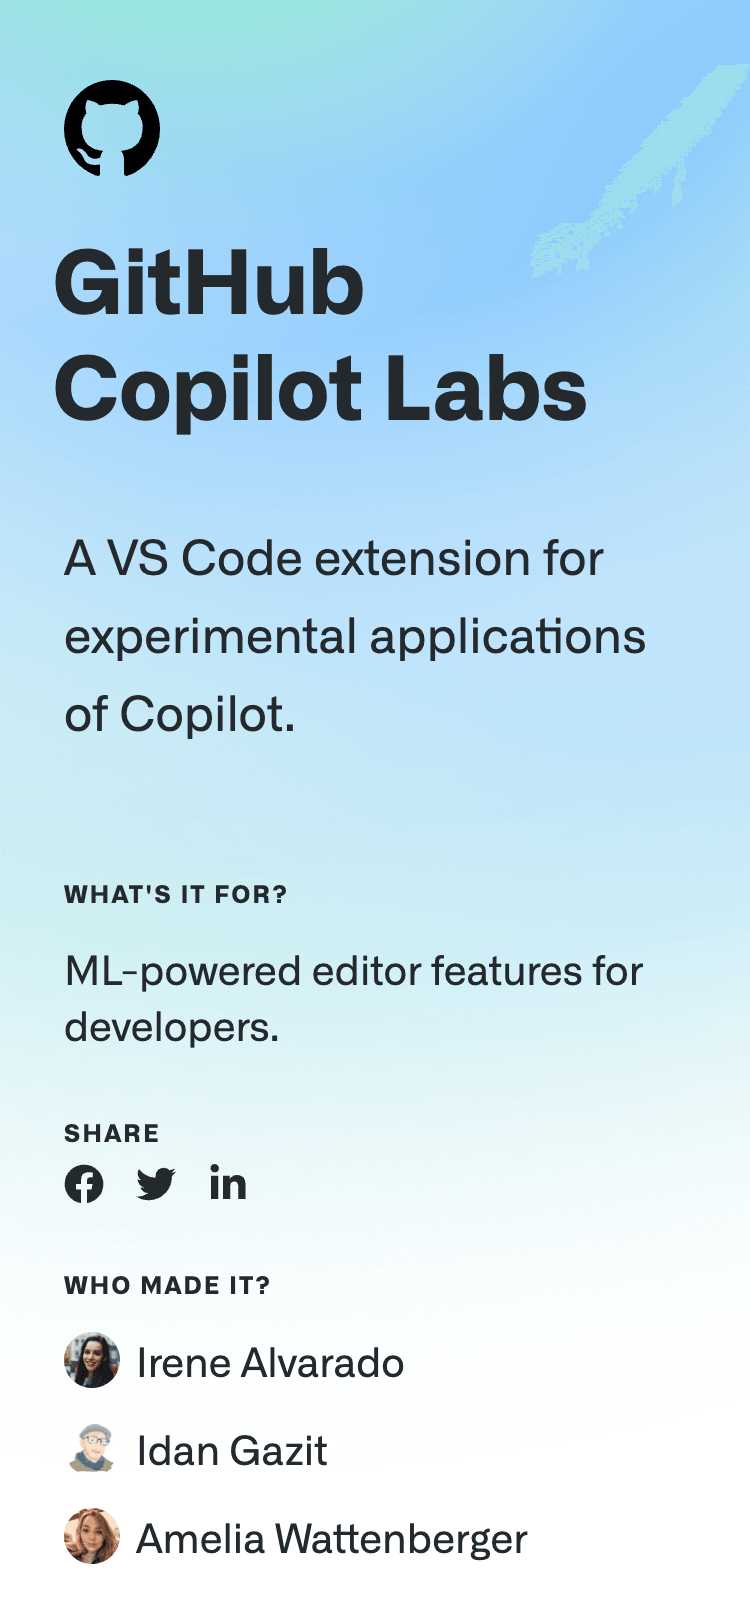 GitHub
Copilot Labs
A VS Code extension for
experimental applications
of Copilot.
WHAT'S IT FOR?
ML-powered editor features for
developers.
SHARE
in
WHO MADE IT?
Irene Alvarado
Idan Gazit
Amelia Wattenberger